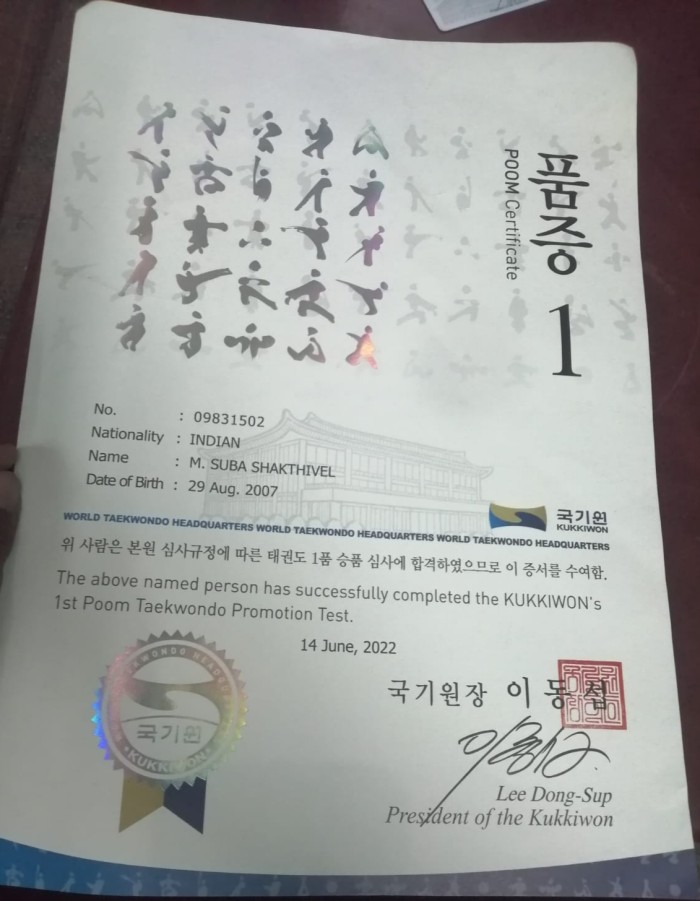 품증
POOM Certificate
1
No. : 09831502
Nationality : INDIAN
Name : M. SUBA SHAKTHIVEL
Date of Birth : 29 Aug. 2007
국기원
KUKKIWON
WORLD TAEKWONDO HEADQUARTERS WORLD TAEKWONDO HEADQUARTERS WORLD TAEKWONDO HEADQUARTERS
위 사람은 본원 심사규정에 따른 태권도 1품 승품 심사에 합격하였으므로 이 증서를 수여함.
The above named person has successfully completed the KUKKIWON's
1st Poom Taekwondo Promotion Test.
14 June, 2022
국기원장 이동섭
국기원
KUKKIWON
Lee Dong-Sup
President of the Kukkiwon